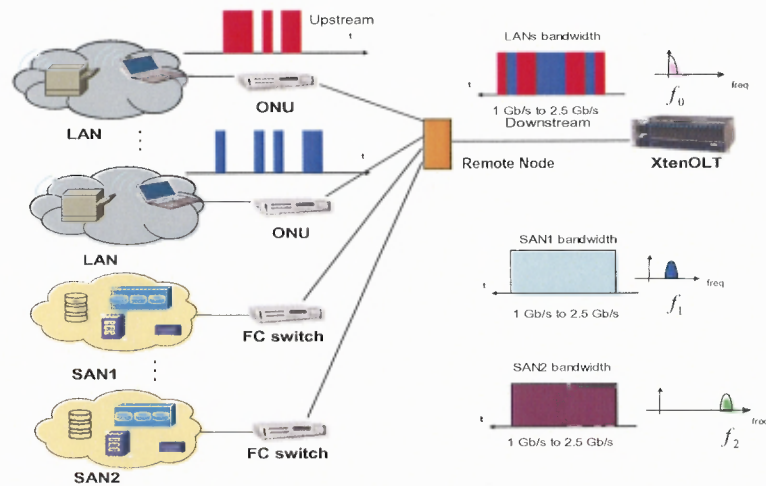 Upstream
t
LANs bandwidth
t
freq
f0
1 Gb/s to 2.5 Gb/s
Downstream
ONU
LAN
t
Remote Node
XtenOLT
ONU
LAN
SAN1 bandwidth
t
freq
f1
1 Gb/s to 2.5 Gb/s
FC switch
SAN1
SAN2 bandwidth
t
freq
f2
1 Gb/s to 2.5 Gb/s
FC switch
SAN2